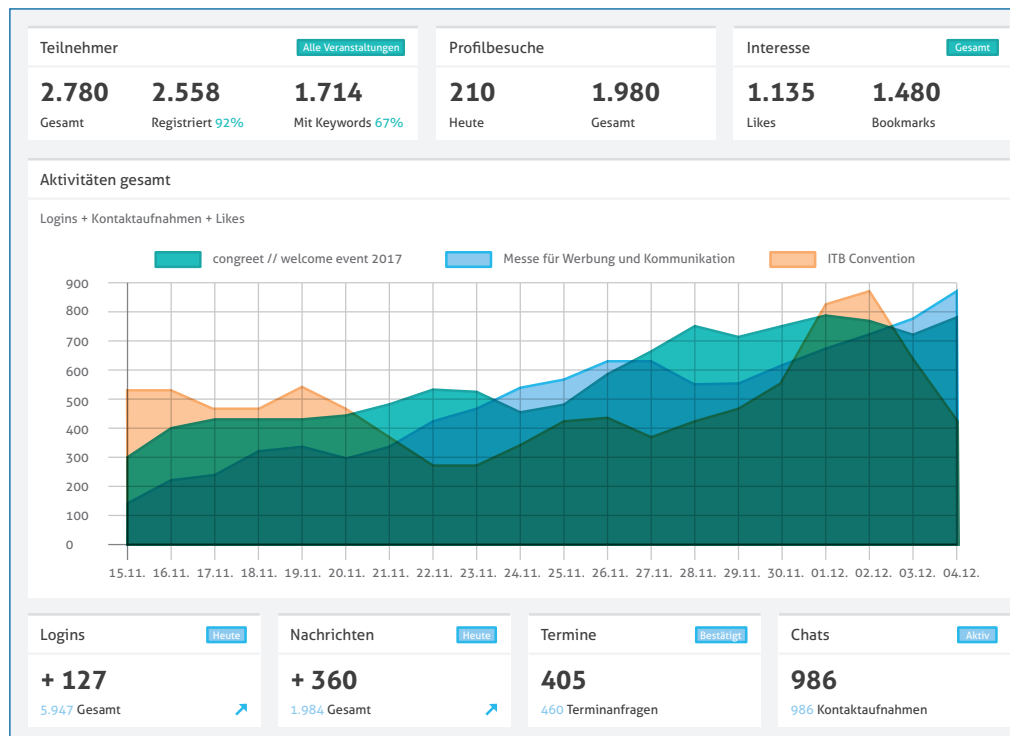 Teilnehmer
Alle Veranstaltungen
2.780
2.558
1.714
Gesamt
Registriert 92%
Mit Keywords 67%
Profilbesuche
210
1.980
Heute
Gesamt
Interesse
Gesamt
1.135
1.480
Likes
Bookmarks
Aktivitäten gesamt
Logins + Kontaktaufnahmen + Likes
congreet // welcome event 2017
Messe für Werbung und Kommunikation
ITB Convention
900
800
700
600
500
400
300
200
100
0
15.11. 16.11. 17.11. 18.11. 19.11. 20.11. 21.11. 22.11. 23.11. 24.11. 25.11. 26.11. 27.11. 28.11. 29.11. 30.11. 01.12. 02.12. 03.12. 04.12.
Logins
Heute
+ 127
5.947 Gesamt
Nachrichten
Heute
+ 360
1.984 Gesamt
Termine
Bestätigt
405
460 Terminanfragen
Chats
Aktiv
986
986 Kontaktaufnahmen